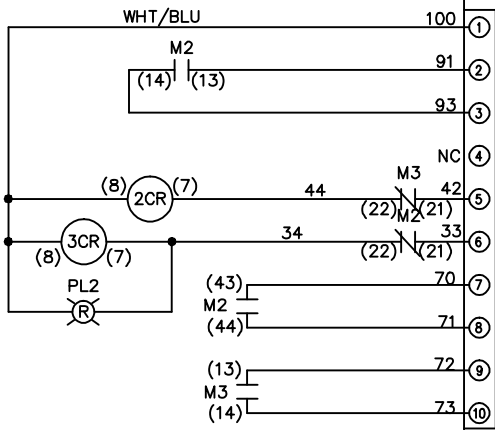 WHT/BLU 100 1
M2
(14) (13) 91 2
93 3
NC 4
M3
(8) 2CR (7) 44 (22) (21) 42 5
M2
(8) 3CR (7) 34 (22) (21) 33 6
PL2
R
(43) 70 7
M2
(44) 71 8
(13) 72 9
M3
(14) 73 10